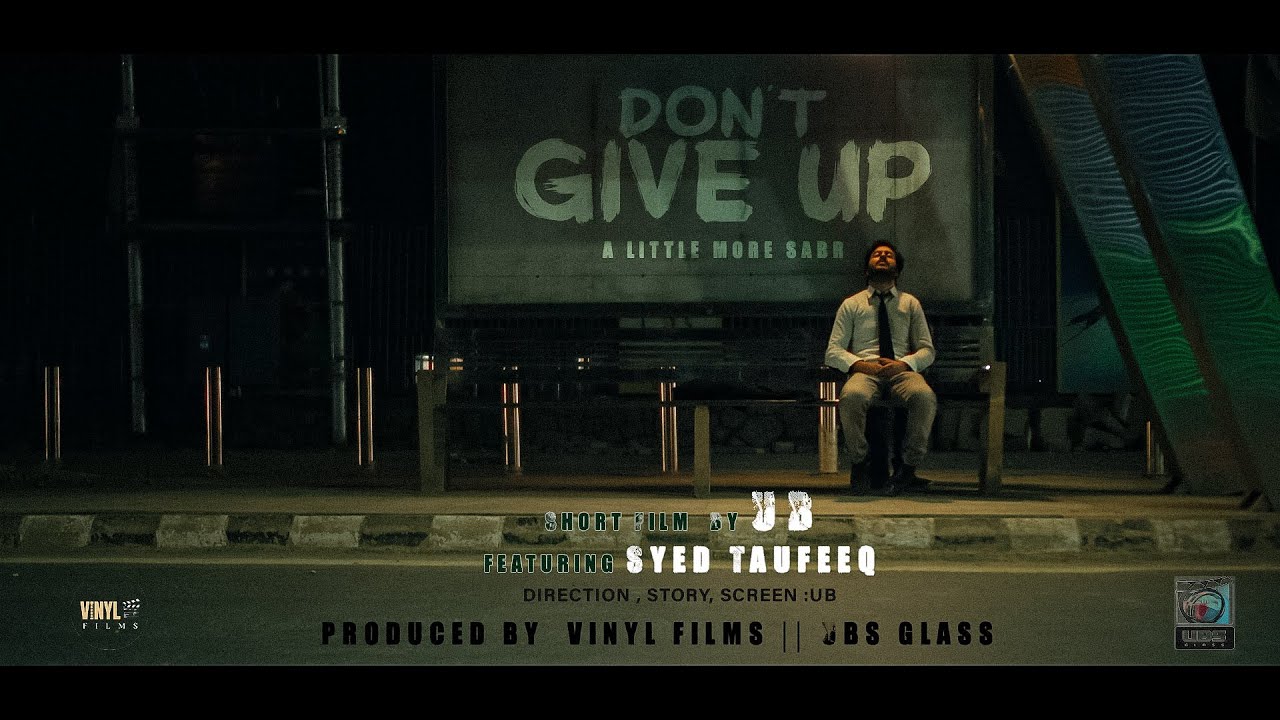 DON'T
GIVE UP
A LITTLE MORE SABR
SHORT FILM BY UB
FEATURING SYED TAUFEEQ
DIRECTION , STORY, SCREEN :UB
PRODUCED BY VINYL FILMS || UBS GLASS
VINYL
FILMS
UBS
GLASS